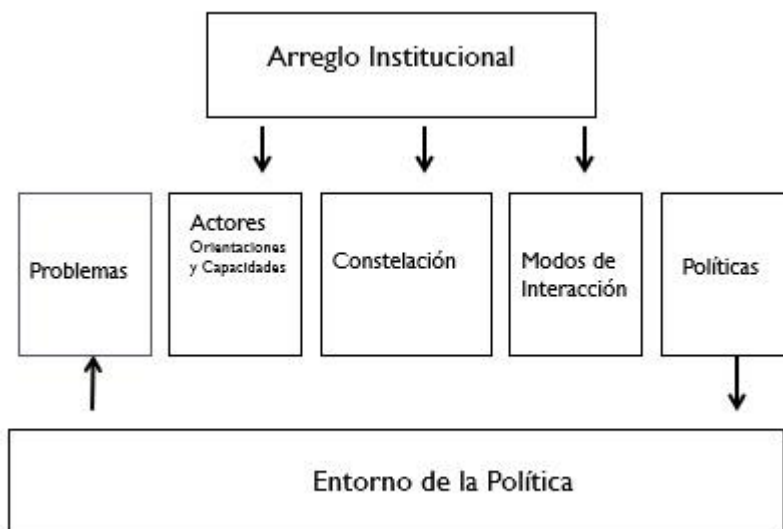 Arreglo Institucional
Problemas
Actores
Orientaciones
y Capacidades
Constelación
Modos de
Interacción
Políticas
Entorno de la Política